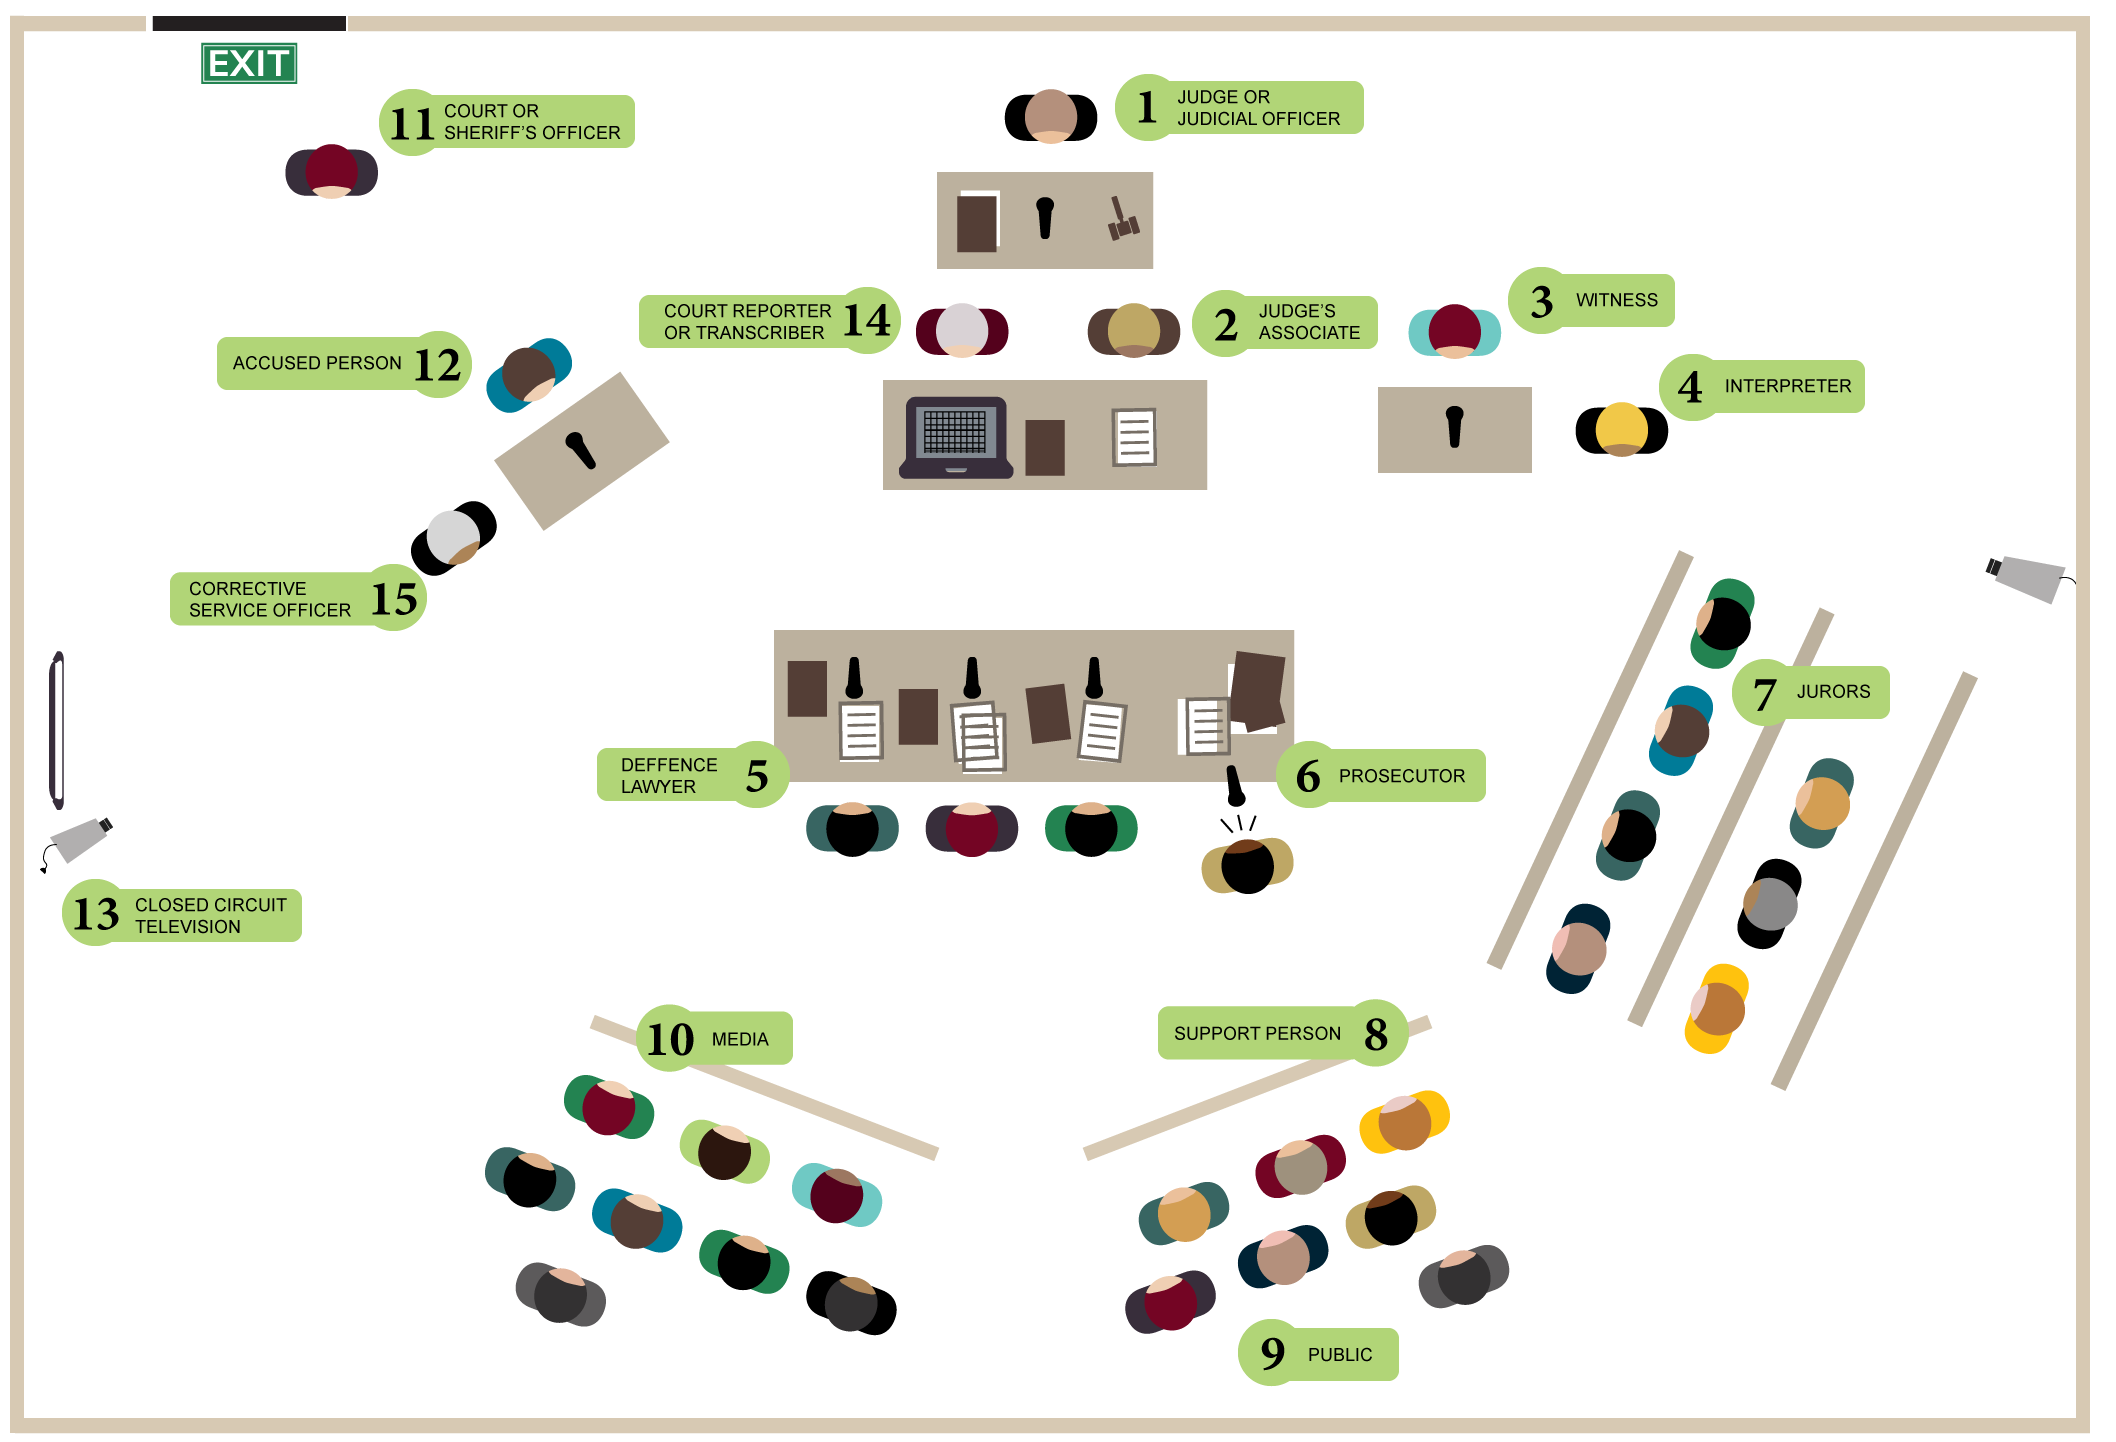 EXIT
1
JUDGE OR
JUDICIAL OFFICER
11
COURT OR
SHERIFF'S OFFICER
COURT REPORTER
OR TRANSCRIBER
14
2
JUDGE'S
ASSOCIATE
3
WITNESS
ACCUSED PERSON
12
4
INTERPRETER
CORRECTIVE
SERVICE OFFICER
15
7
JURORS
DEFFENCE
LAWYER
5
6
PROSECUTOR
13
CLOSED CIRCUIT
TELEVISION
10
MEDIA
SUPPORT PERSON
8
9
PUBLIC